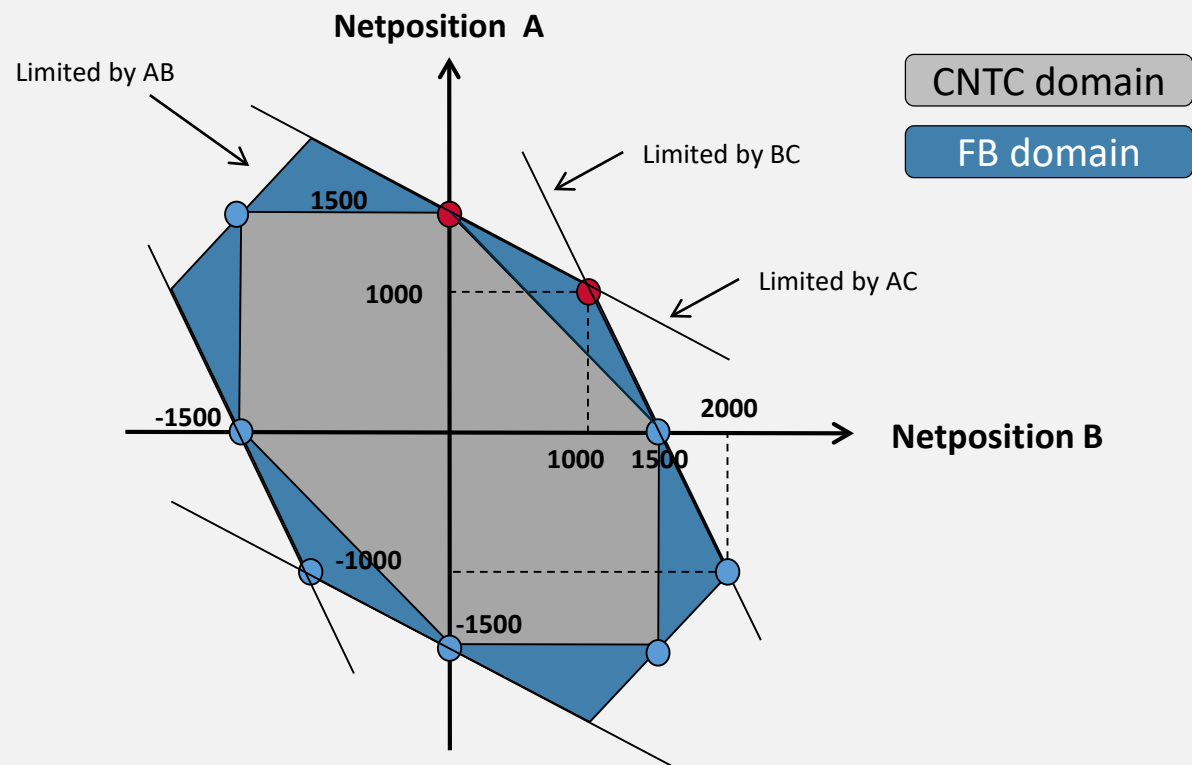 Netposition A
Limited by AB
CNTC domain
FB domain
Limited by BC
1500
Limited by AC
1000
2000
-1500
Netposition B
1000
1500
-1000
-1500